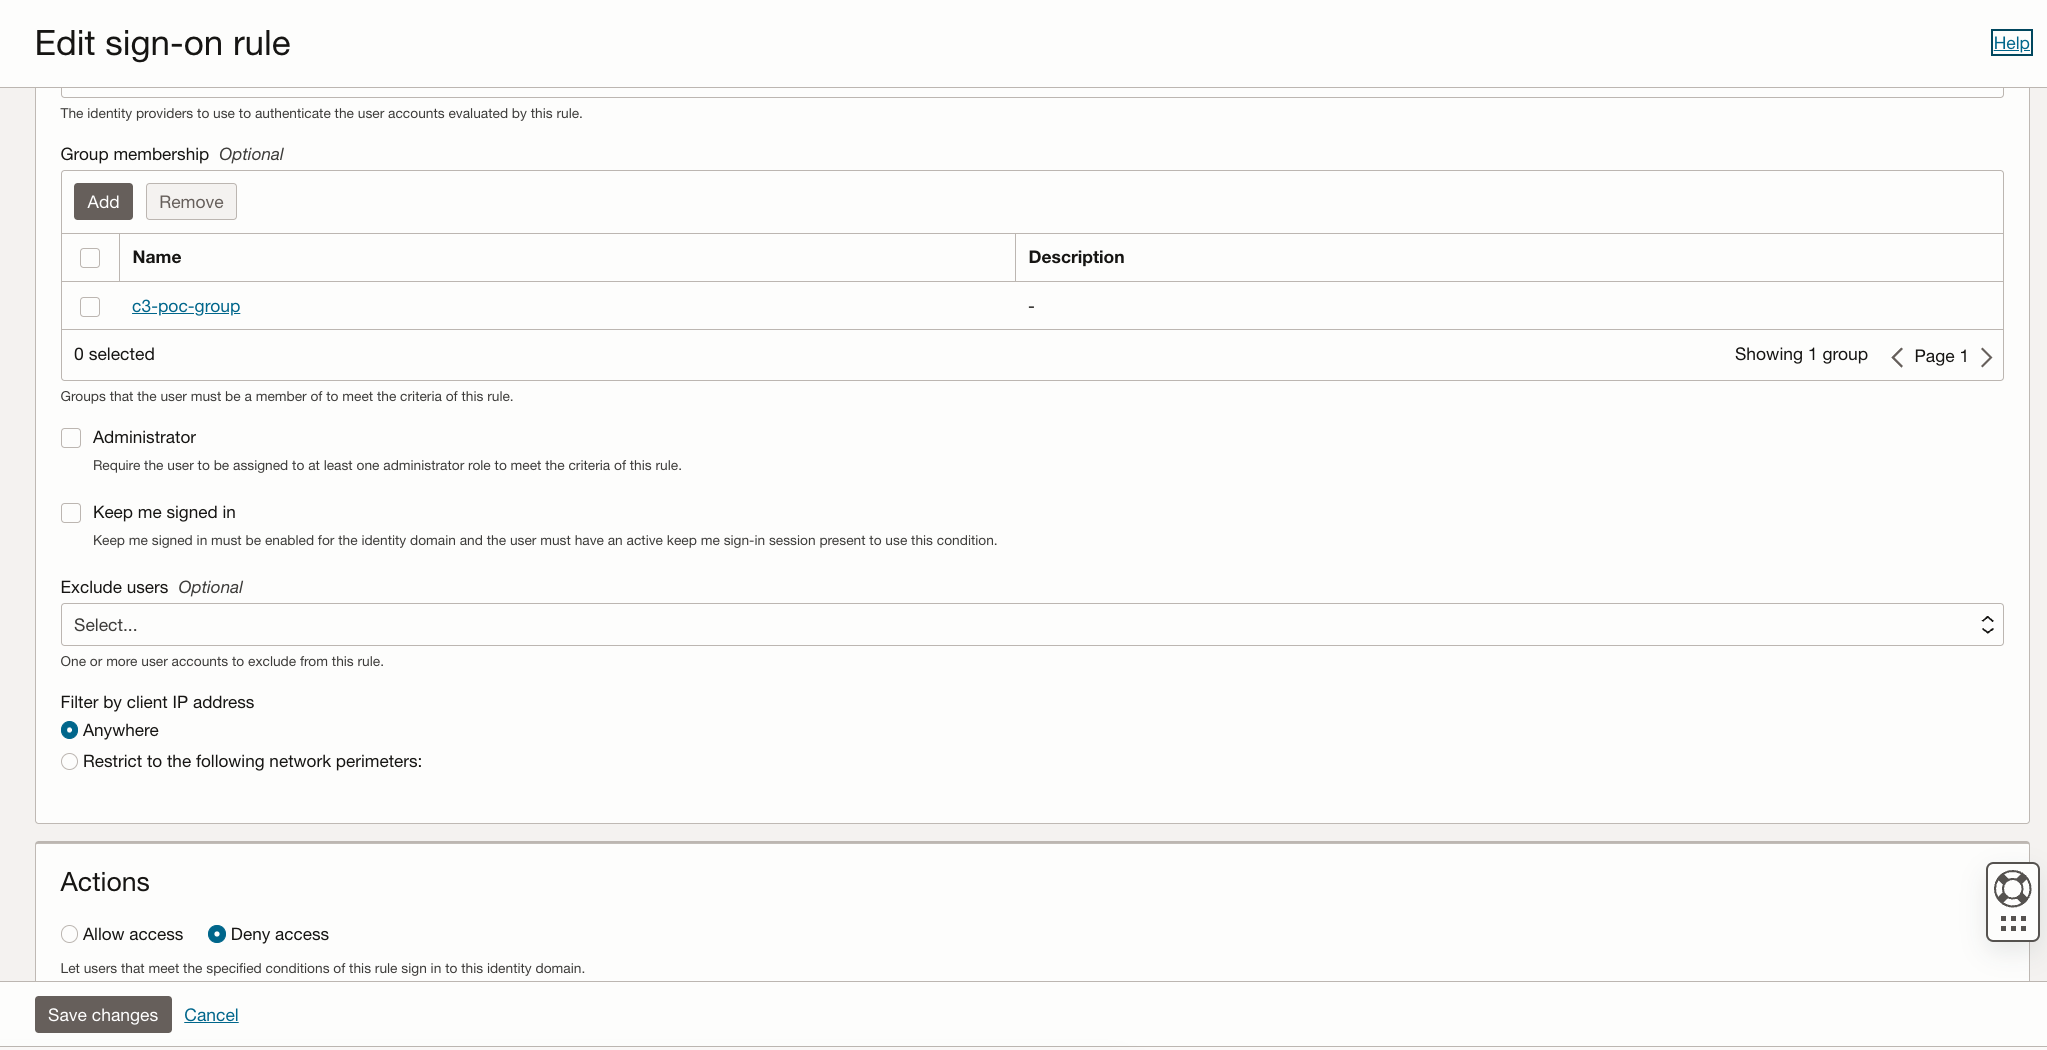 Edit sign-on rule
Help
The identity providers to use to authenticate the user accounts evaluated by this rule.
Group membership Optional
Add Remove
Name Description
c3-poc-group -
0 selected Showing 1 group Page 1
Groups that the user must be a member of to meet the criteria of this rule.
Administrator
Require the user to be assigned to at least one administrator role to meet the criteria of this rule.
Keep me signed in
Keep me signed in must be enabled for the identity domain and the user must have an active keep me sign-in session present to use this condition.
Exclude users Optional
Select...
One or more user accounts to exclude from this rule.
Filter by client IP address
Anywhere
Restrict to the following network perimeters:
Actions
Allow access Deny access
Let users that meet the specified conditions of this rule sign in to this identity domain.
Save changes Cancel